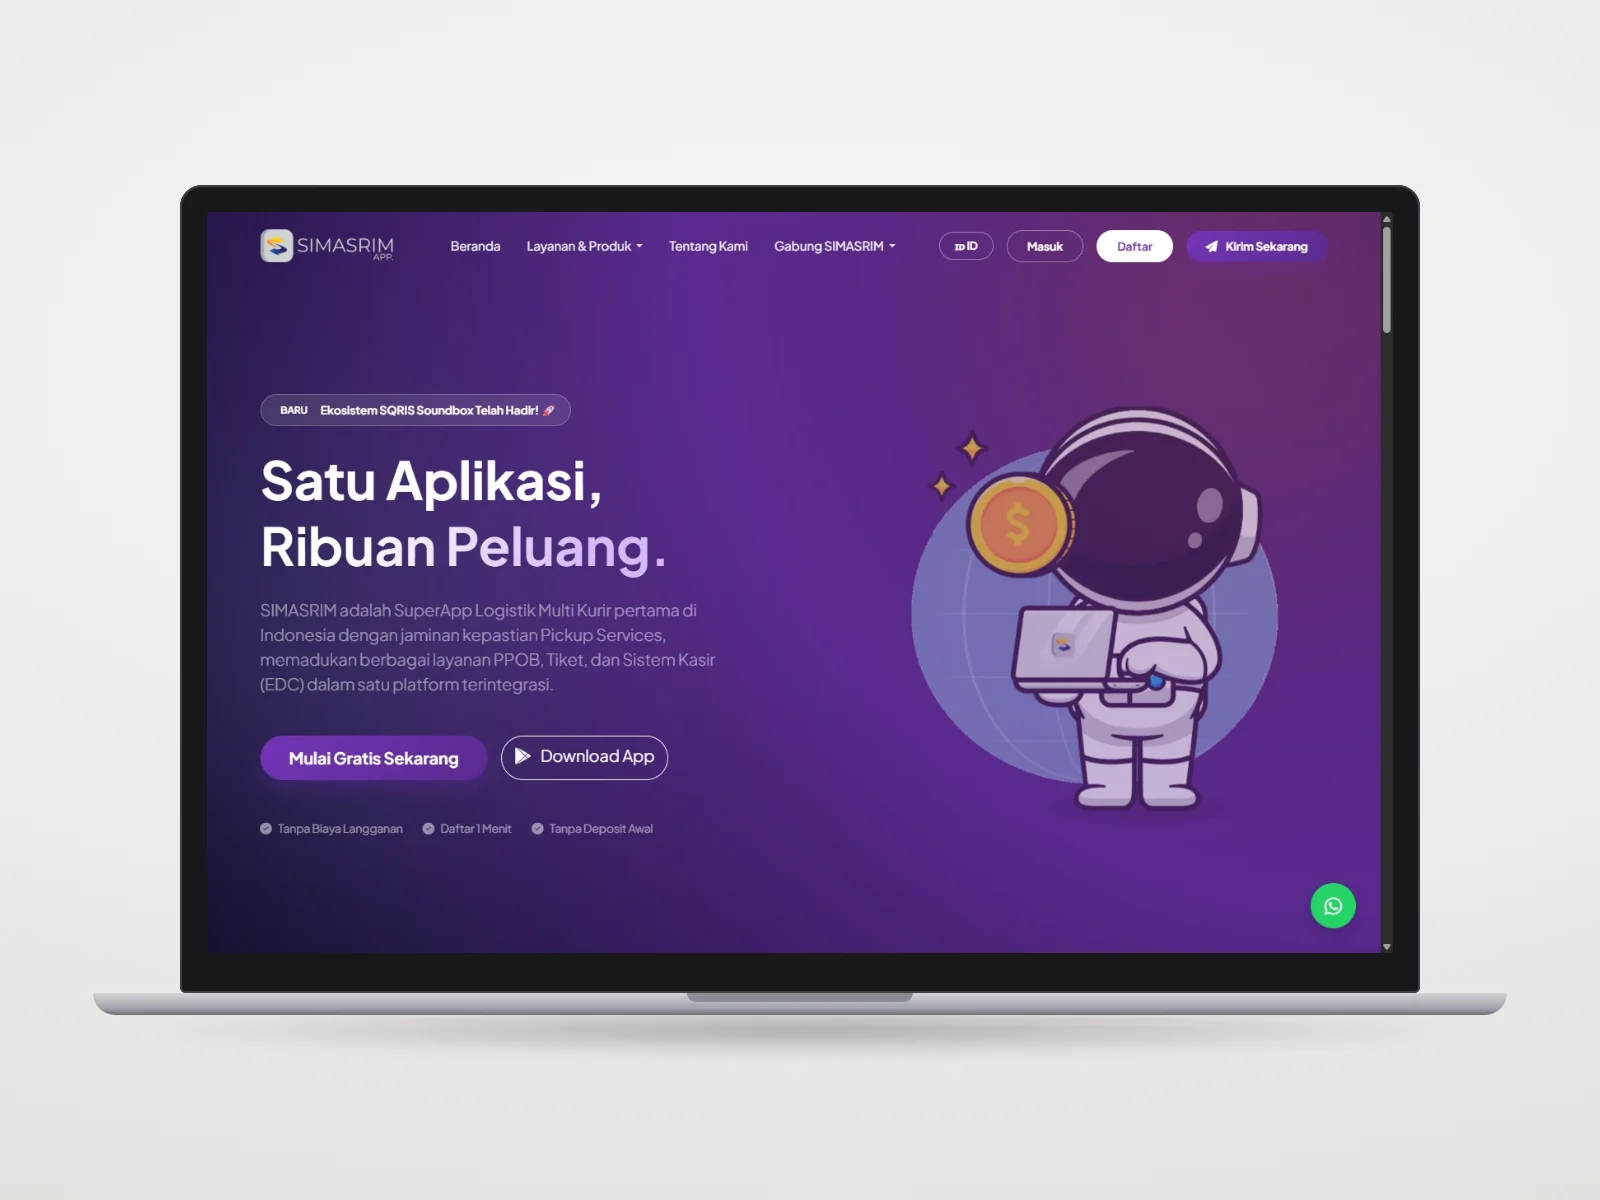 SIMASRIM
APP.
Beranda
Layanan & Produk
Tentang Kami
Gabung SIMASRIM
ID ID
Masuk
Daftar
Kirim Sekarang
BARU Ekosistem SQRIS Soundbox Telah Hadir! 🚀
Satu Aplikasi,
Ribuan Peluang.
SIMASRIM adalah SuperApp Logistik Multi Kurir pertama di
Indonesia dengan jaminan kepastian Pickup Services,
memadukan berbagai layanan PPOB, Tiket, dan Sistem Kasir
(EDC) dalam satu platform terintegrasi.
Mulai Gratis Sekarang
Download App
Tanpa Biaya Langganan
Daftar 1 Menit
Tanpa Deposit Awal
$